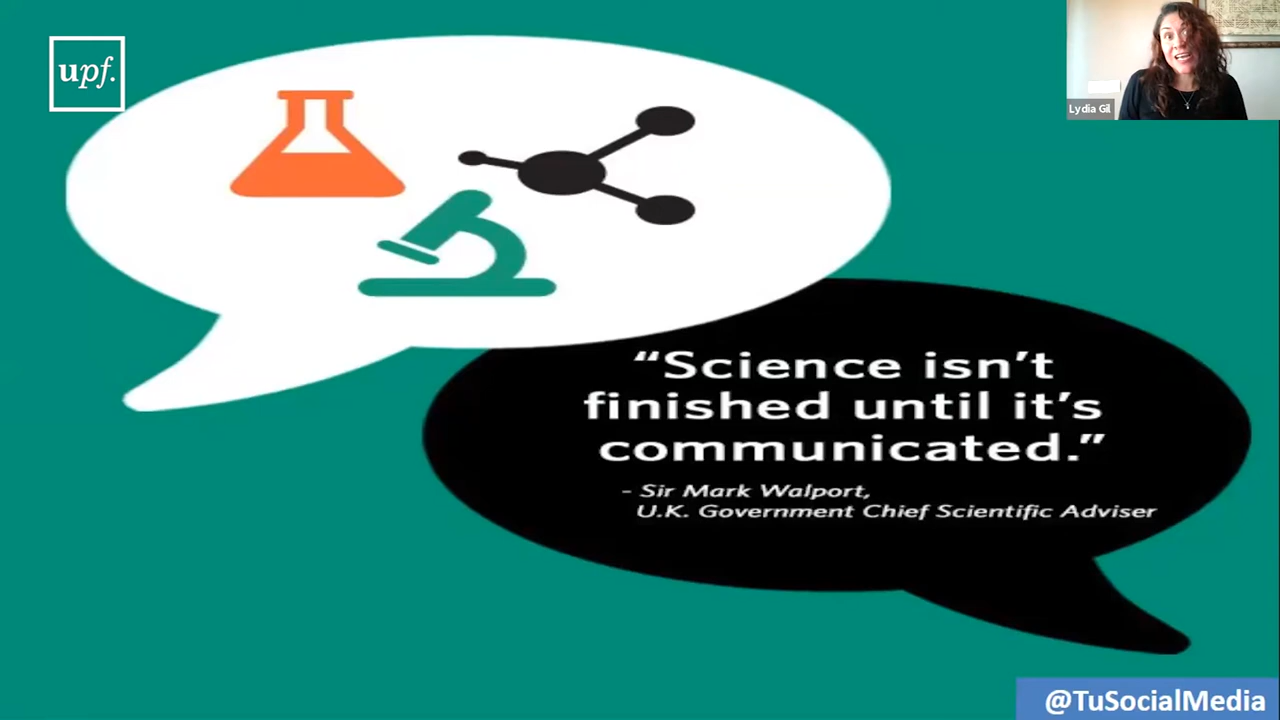 upf.
Lydia Gil
“Science isn’t
finished until it’s
communicated.”
- Sir Mark Walport,
U.K. Government Chief Scientific Adviser
@TuSocialMedia